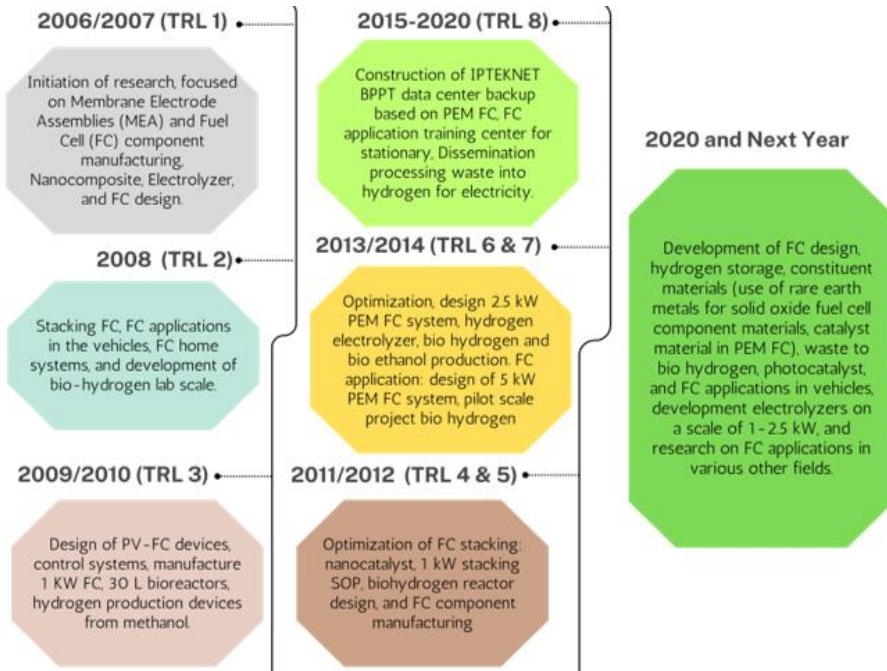 2006/2007 (TRL 1)
Initiation of research, focused
on Membrane Electrode
Assemblies (MEA) and Fuel
Cell (FC) component
manufacturing,
Nanocomposite, Electrolyzer,
and FC design.
2008 (TRL 2)
Stacking FC, FC applications
in the vehicles, FC home
systems, and development of
bio-hydrogen lab scale.
2009/2010 (TRL 3)
Design of PV-FC devices,
control systems, manufacture
1 KW FC, 30 L bioreactors,
hydrogen production devices
from methanol.
2015-2020 (TRL 8)
Construction of IPTEKNET
BPPT data center backup
based on PEM FC, FC
application training center for
stationary, Dissemination
processing waste into
hydrogen for electricity.
2013/2014 (TRL 6 & 7)
Optimization, design 2.5 kW
PEM FC system, hydrogen
electrolyzer, bio hydrogen and
bio ethanol production. FC
application: design of 5 kW
PEM FC system, pilot scale
project bio hydrogen
2011/2012 (TRL 4 & 5)
Optimization of FC stacking:
nanocatalyst, 1 kW stacking
SOP, biohydrogen reactor
design, and FC component
manufacturing
2020 and Next Year
Development of FC design,
hydrogen storage, constituent
materials (use of rare earth
metals for solid oxide fuel cell
component materials, catalyst
material in PEM FC), waste to
bio hydrogen, photocatalyst,
and FC applications in vehicles,
development electrolyzers on
a scale of 1-2.5 kW, and
research on FC applications in
various other fields.